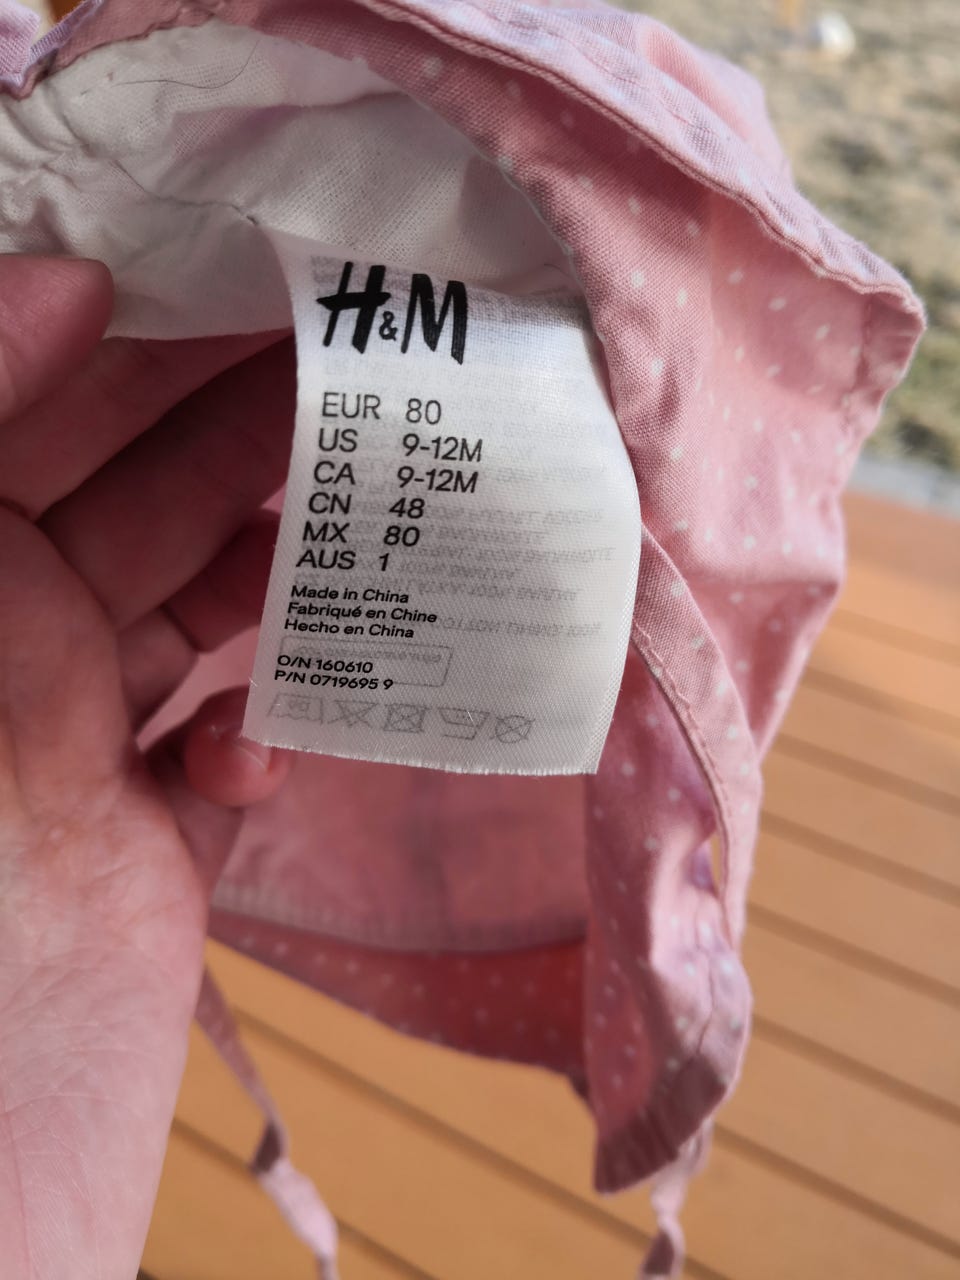 H&M
EUR 80
US 9-12M
CA 9-12M
CN 48
MX 80
AUS 1
Made in China
Fabriqué en Chine
Hecho en China
O/N 160610
P/N 0719695 9